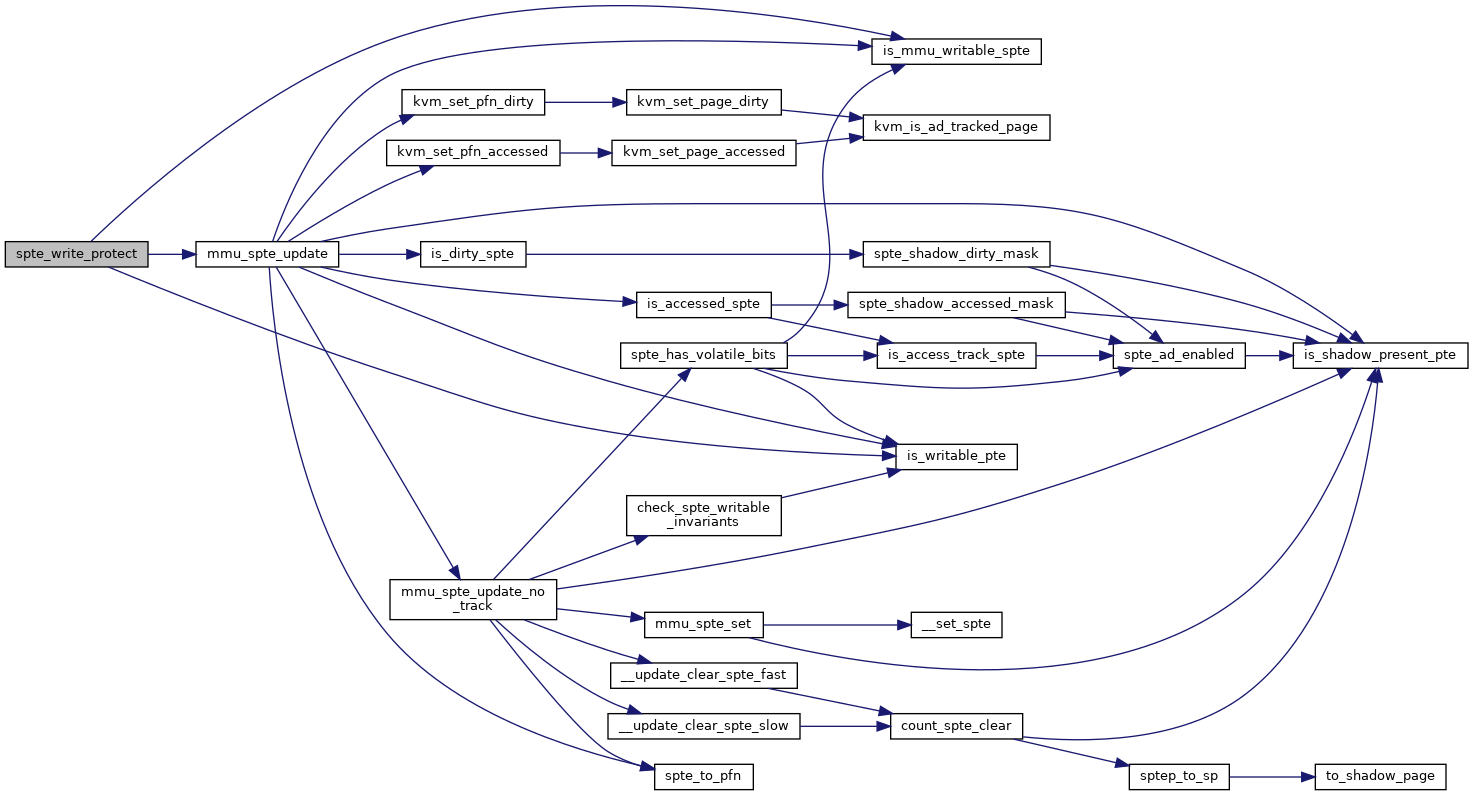 is_mmu_writable_spte
kvm_set_pfn_dirty
kvm_set_page_dirty
kvm_is_ad_tracked_page
kvm_set_pfn_accessed
kvm_set_page_accessed
spte_write_protect
mmu_spte_update
is_dirty_spte
spte_shadow_dirty_mask
is_accessed_spte
spte_shadow_accessed_mask
spte_has_volatile_bits
is_access_track_spte
spte_ad_enabled
is_shadow_present_pte
is_writable_pte
check_spte_writable
_invariants
mmu_spte_update_no
_track
mmu_spte_set
__set_spte
__update_clear_spte_fast
__update_clear_spte_slow
count_spte_clear
spte_to_pfn
sptep_to_sp
to_shadow_page